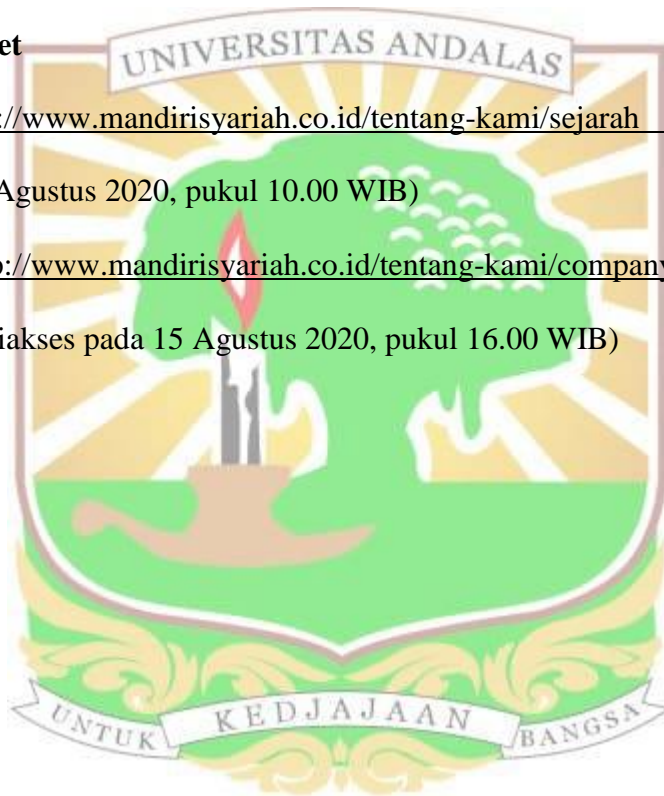 et
UNIVERSITAS ANDALAS
://www.mandirisyariah.co.id/tentang-kami/sejarah
Agustus 2020, pukul 10.00 WIB)
p://www.mandirisyariah.co.id/tentang-kami/company
iakses pada 15 Agustus 2020, pukul 16.00 WIB)
UNTUK KEDJAJAAN BANGSA